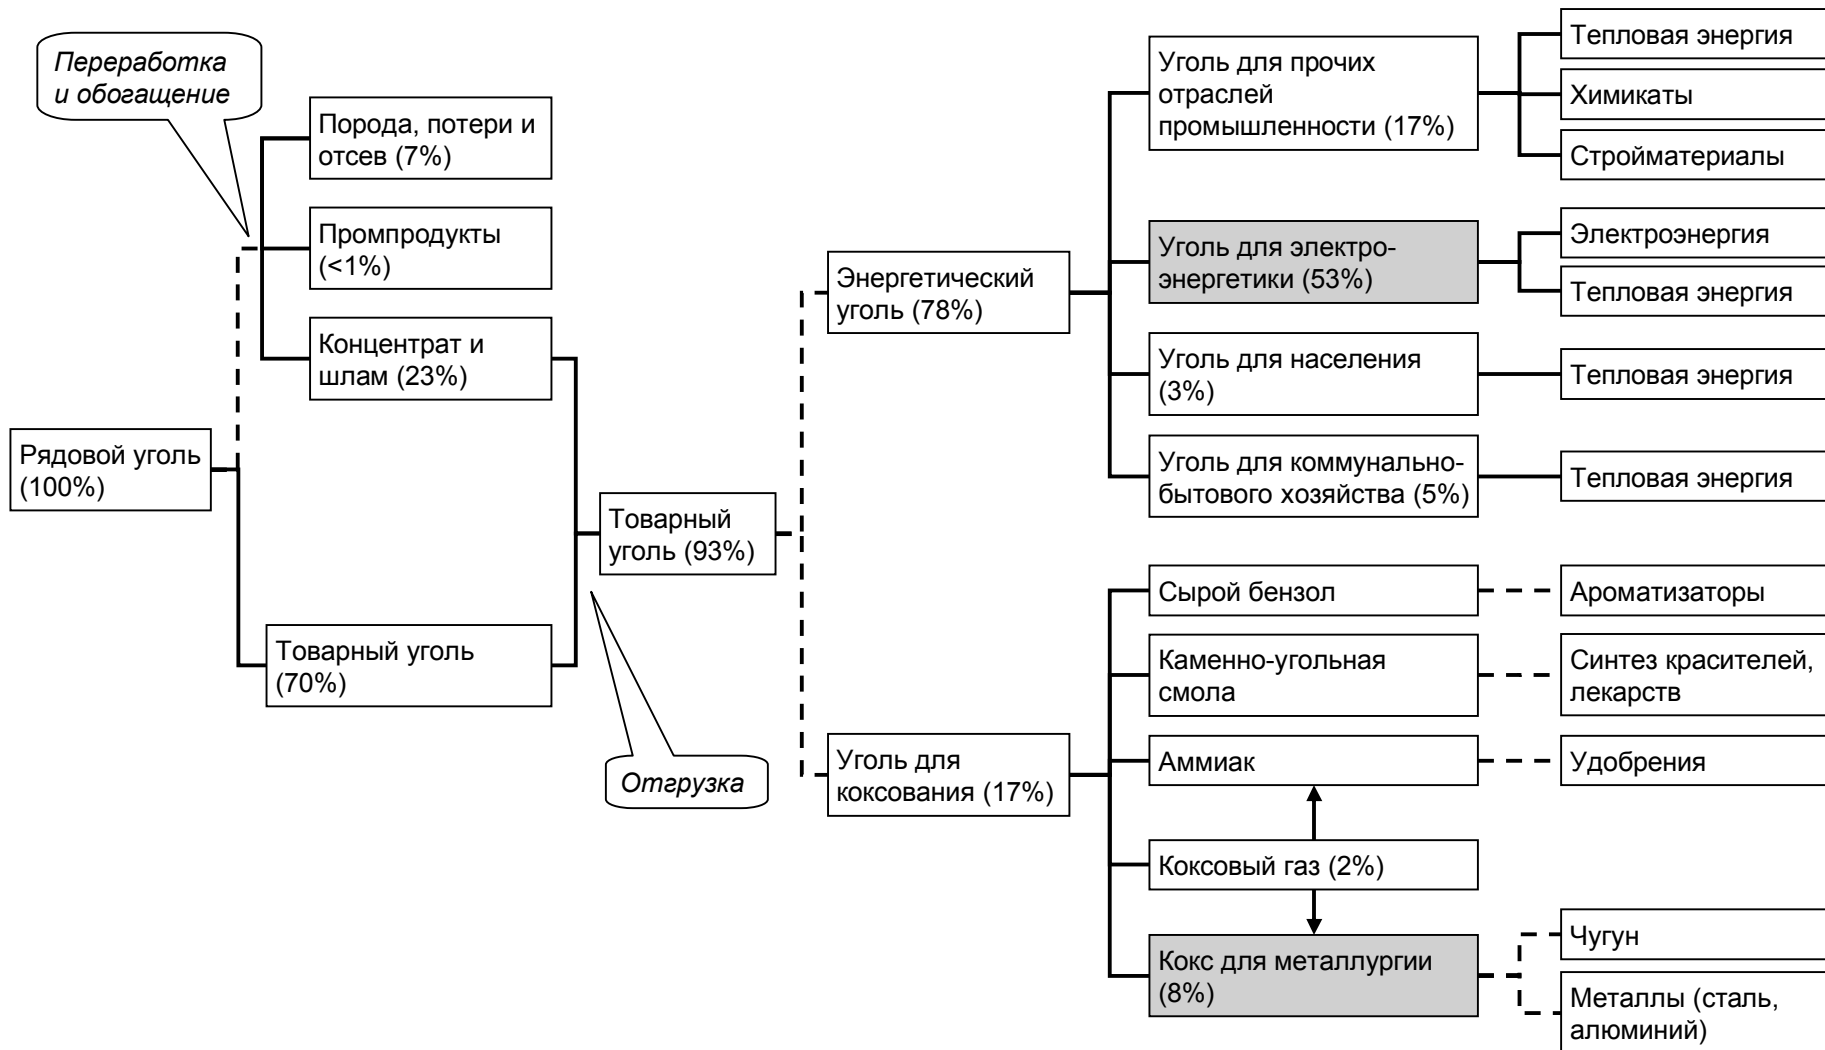 Переработка
и обогащение
Порода, потери и
отсев (7%)
Промпродукты
(<1%)
Концентрат и
шлам (23%)
Рядовой уголь
(100%)
Товарный уголь
(70%)
Товарный
уголь (93%)
Отгрузка
Энергетический
уголь (78%)
Уголь для
коксования (17%)
Уголь для прочих
отраслей
промышленности (17%)
Тепловая энергия
Химикаты
Стройматериалы
Уголь для электро-
энергетики (53%)
Электроэнергия
Тепловая энергия
Уголь для населения
(3%)
Тепловая энергия
Уголь для коммунально-
бытового хозяйства (5%)
Тепловая энергия
Сырой бензол
Ароматизаторы
Каменно-угольная
смола
Синтез красителей,
лекарств
Аммиак
Удобрения
Коксовый газ (2%)
Кокс для металлургии
(8%)
Чугун
Металлы (сталь,
алюминий)